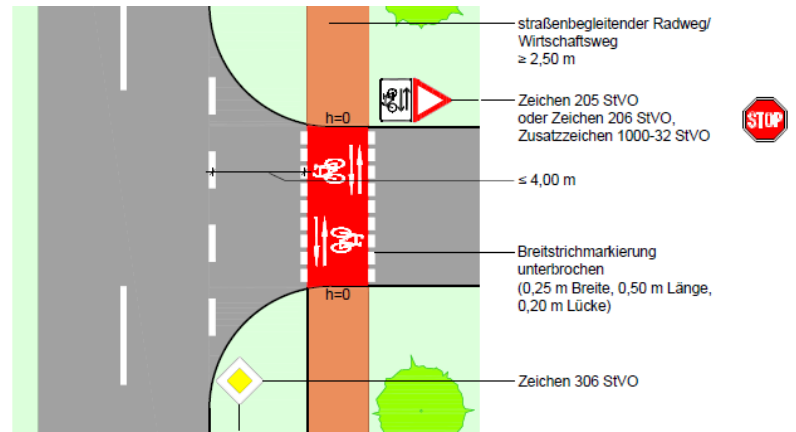 straßenbegleitender Radweg/
Wirtschaftsweg
≥ 2,50 m
Zeichen 205 StVO
oder Zeichen 206 StVO,
Zusatzzeichen 1000-32 StVO
STOP
h=0
≤ 4,00 m
Breitstrichmarkierung
unterbrochen
(0,25 m Breite, 0,50 m Länge,
0,20 m Lücke)
h=0
Zeichen 306 StVO